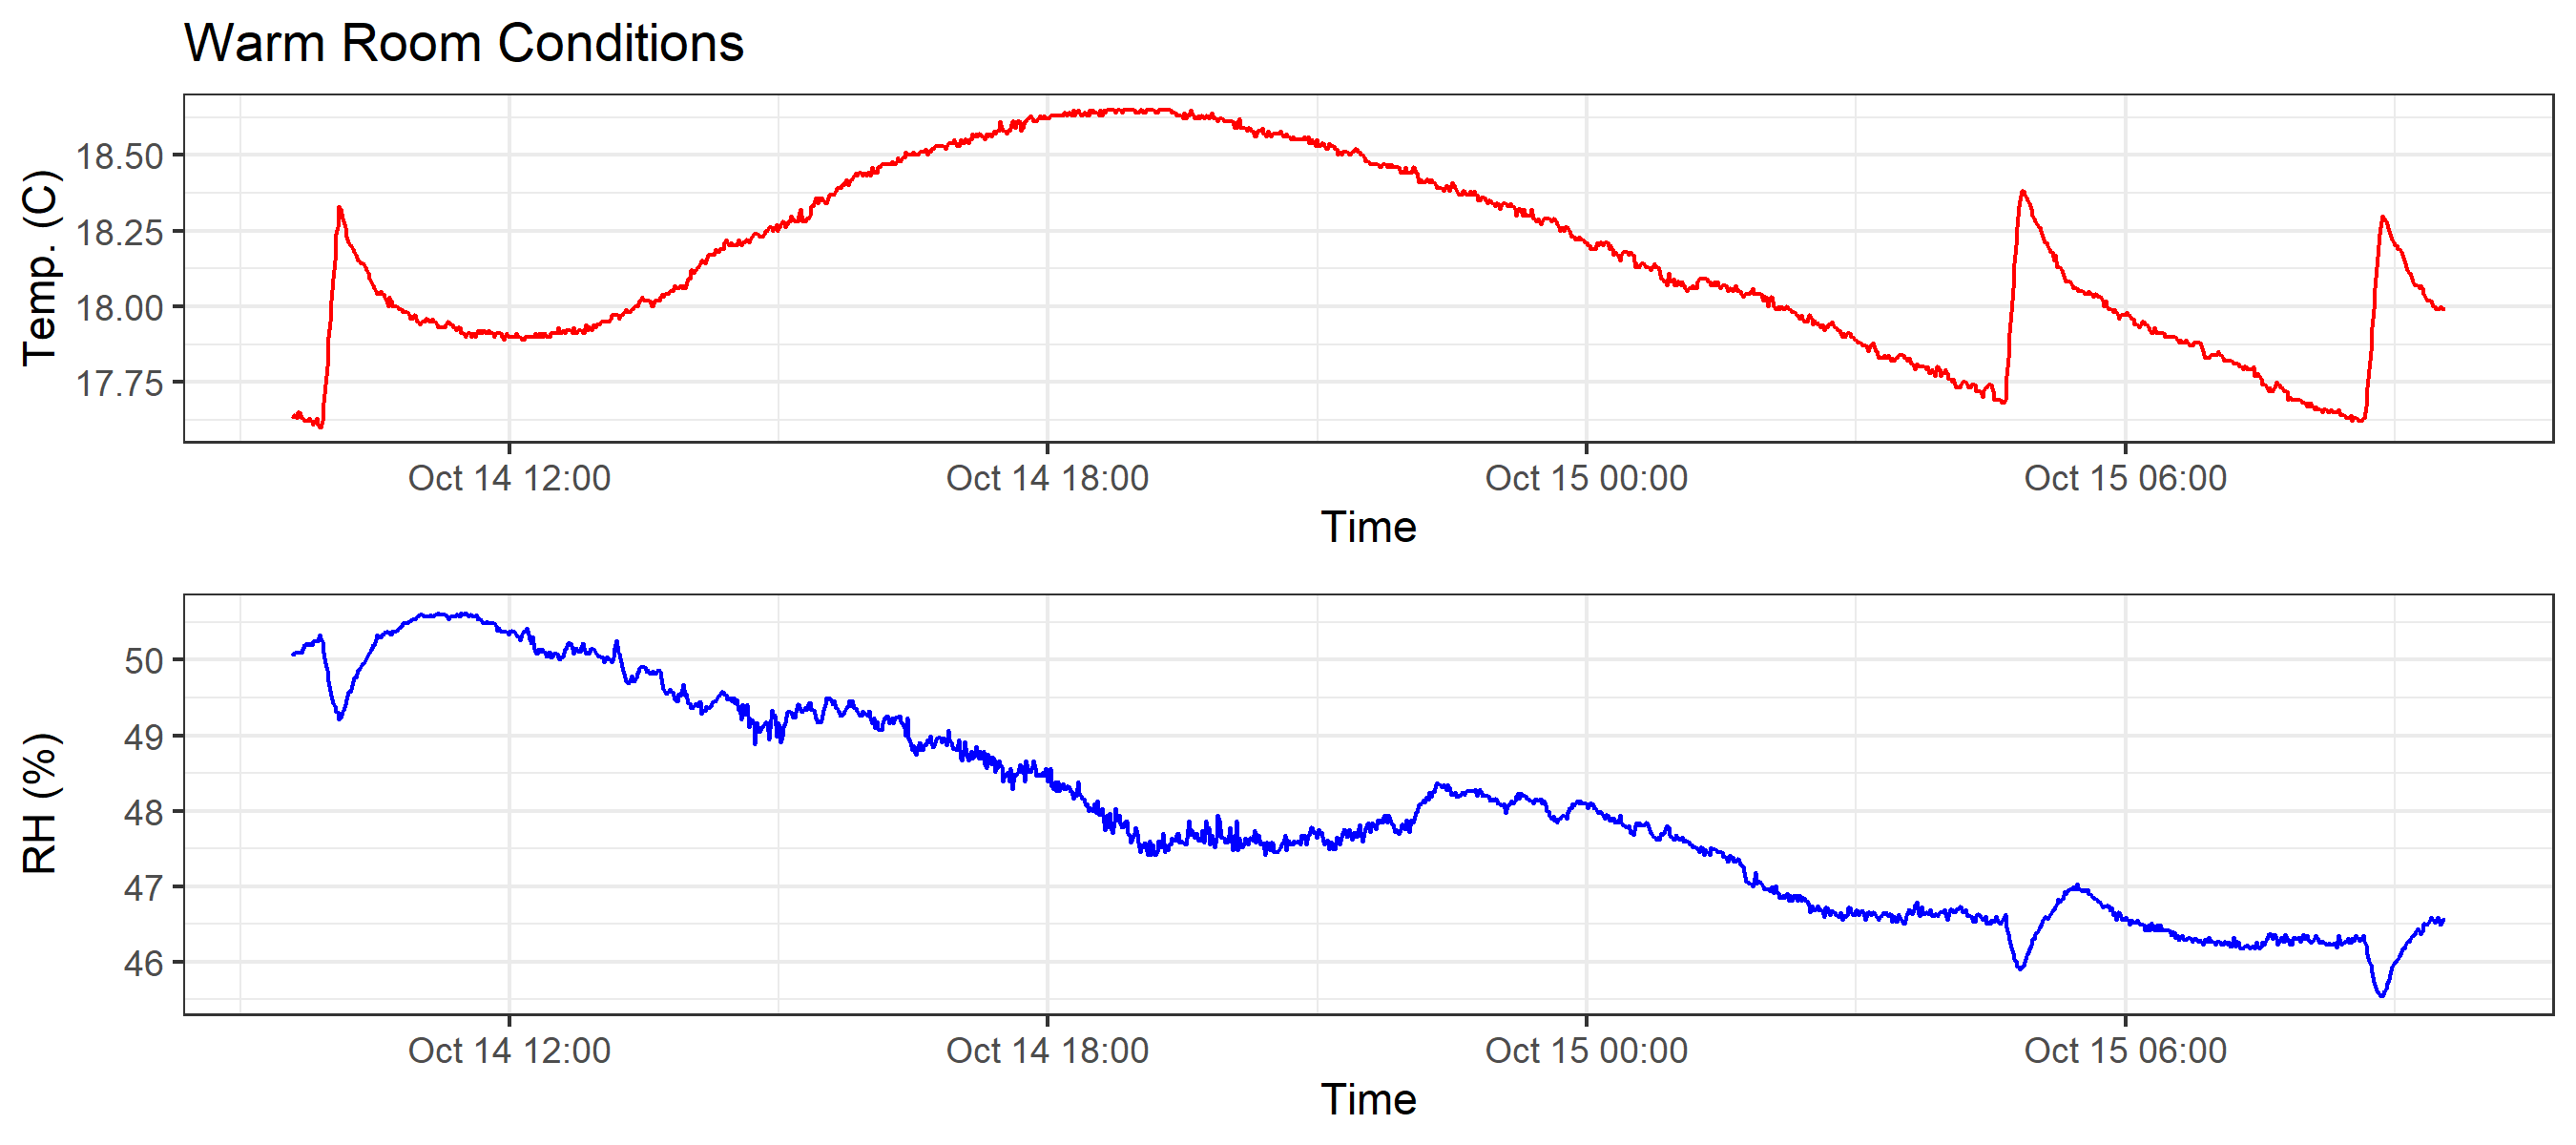 Warm Room Conditions
Temp. (C)
18.50
18.25
18.00
17.75
Oct 14 12:00 Oct 14 18:00 Oct 15 00:00 Oct 15 06:00
Time
RH (%)
50
49
48
47
46
Oct 14 12:00 Oct 14 18:00 Oct 15 00:00 Oct 15 06:00
Time